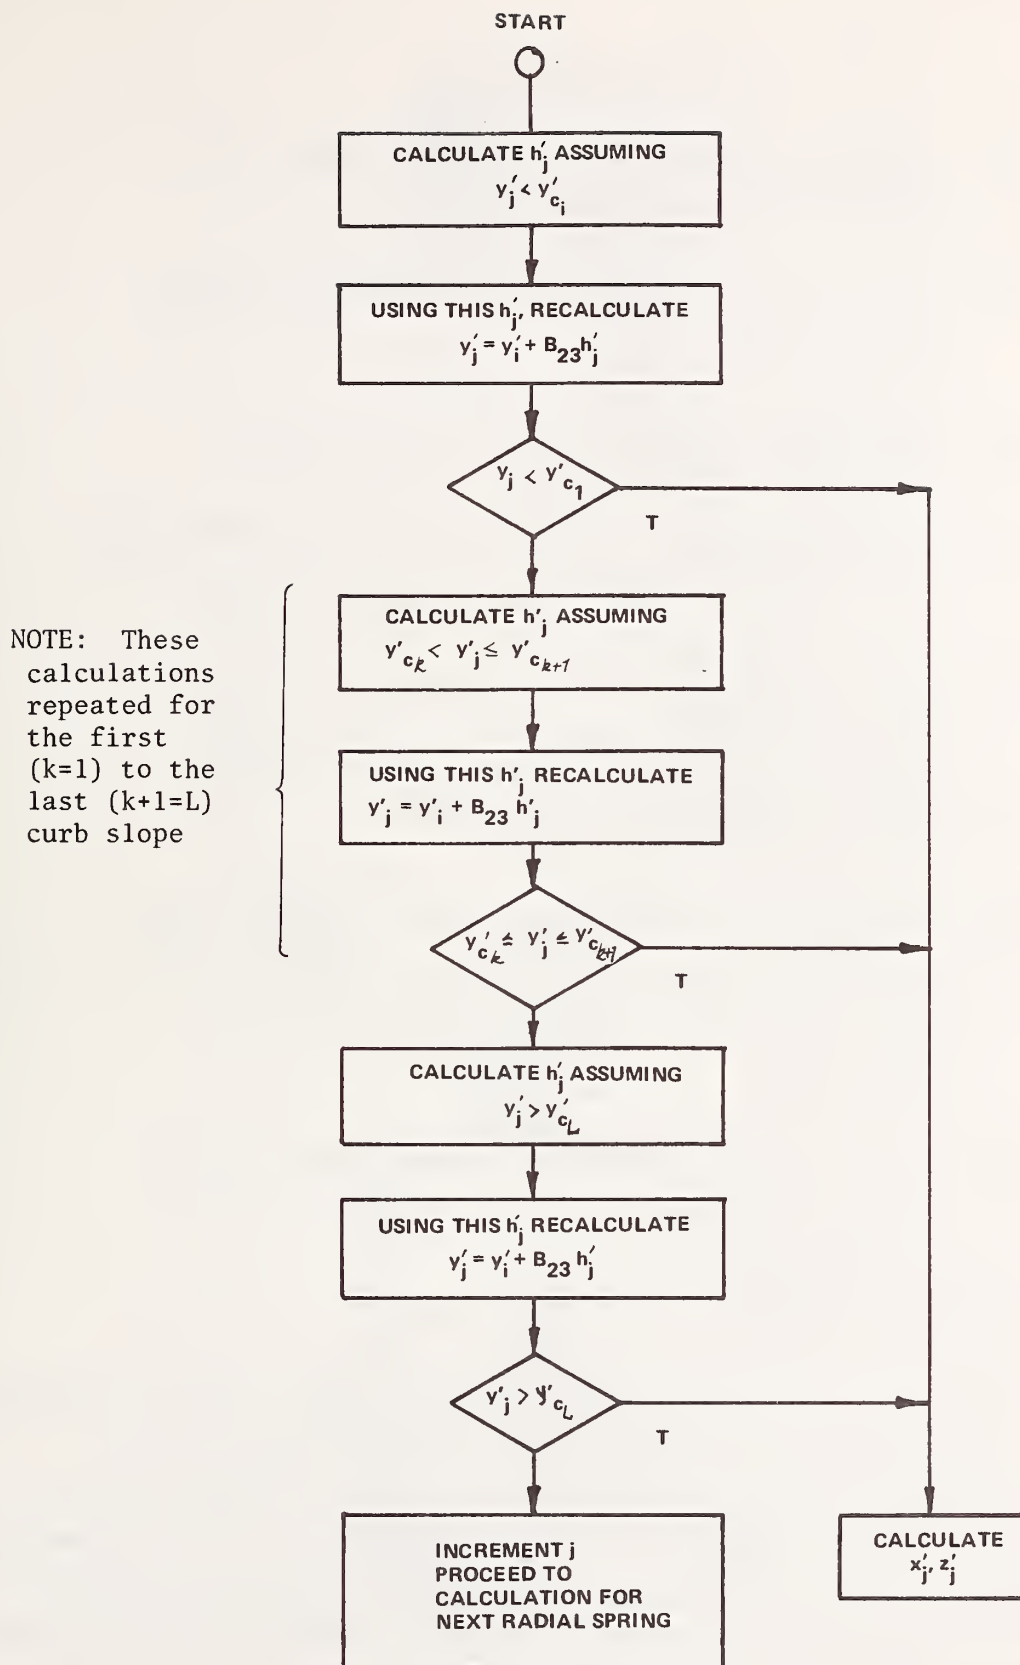 START
CALCULATE h′j ASSUMING
y′j < y′ci
USING THIS h′j, RECALCULATE
y′j = y′i + B23h′j
yj < y′c1
T
CALCULATE h′j ASSUMING
y′ck < y′j ≤ y′ck+1
NOTE: These
calculations
repeated for
the first
(k=1) to the
last (k+1=L)
curb slope
USING THIS h′j RECALCULATE
y′j = y′i + B23 h′j
y′ck ≤ y′j ≤ y′ck+1
T
CALCULATE h′j ASSUMING
y′j > y′cL
USING THIS h′j RECALCULATE
y′j = y′i + B23 h′j
y′j > y′cL
T
INCREMENT j
PROCEED TO
CALCULATION FOR
NEXT RADIAL SPRING
CALCULATE
x′j, z′j